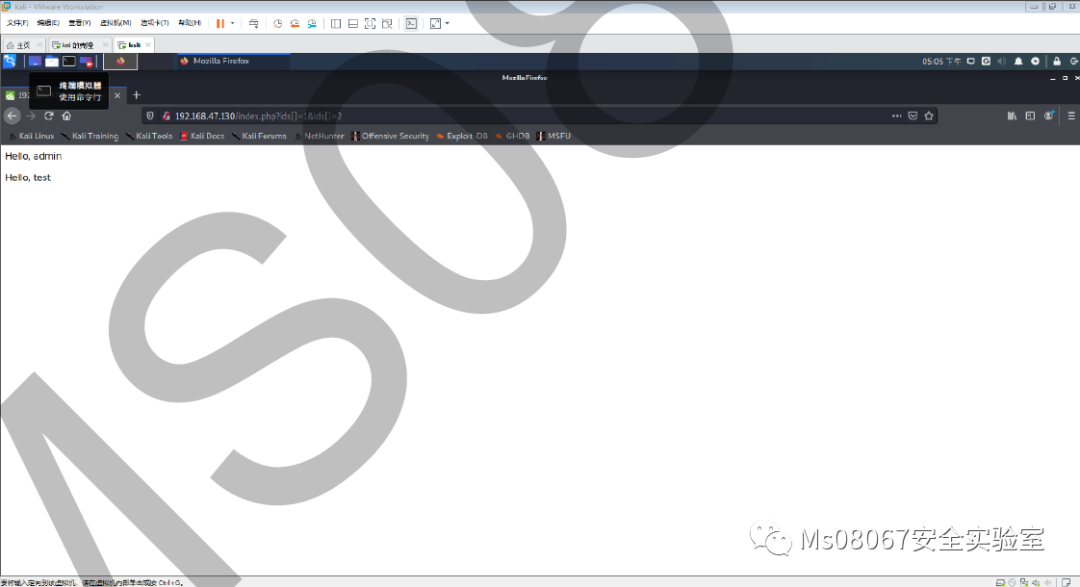 kali - VMware Workstation
文件(F) 编辑(E) 查看(V) 虚拟机(M) 选项卡(T) 帮助(H)
主页 kali 的克隆 kali
Mozilla Firefox 05:05 下午
Mozilla Firefox
终端模拟器
使用命令行
192.168.47.130/index.php?ids[]=1&ids[]=2
Kali Linux Kali Training Kali Tools Kali Docs Kali Forums NetHunter Offensive Security Exploit-DB GHDB MSFU
Hello, admin
Hello, test
MS08
Ms08067安全实验室
要将输入定向到该虚拟机，请在虚拟机内部单击或按 Ctrl+G。